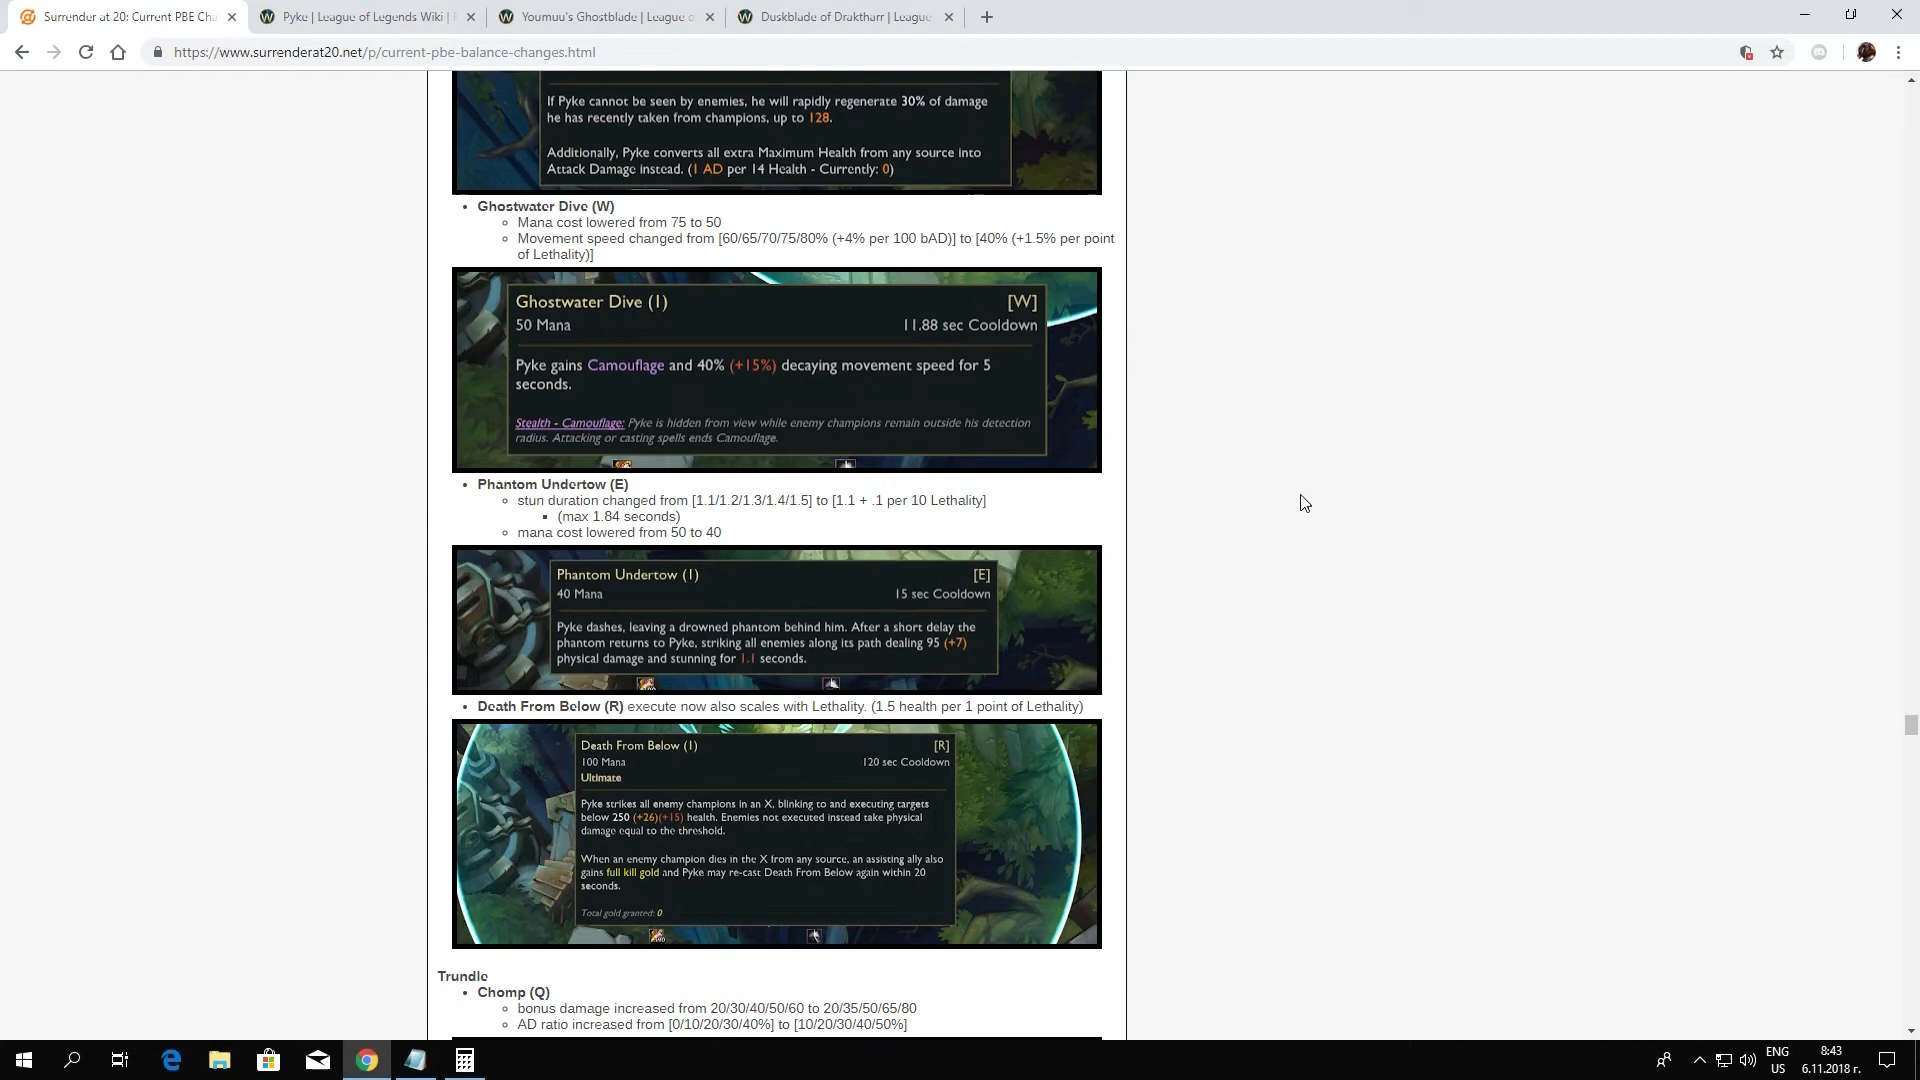 Surrender at 20: Current PBE Cha
Pyke | League of Legends Wiki |
Youmuu's Ghostblade | League o
Duskblade of Draktharr | League
https://www.surrenderat20.net/p/current-pbe-balance-changes.html
If Pyke cannot be seen by enemies, he will rapidly regenerate 30% of damage
he has recently taken from champions, up to 128.
Additionally, Pyke converts all extra Maximum Health from any source into
Attack Damage instead. (1 AD per 14 Health - Currently: 0)
Ghostwater Dive (W)
Mana cost lowered from 75 to 50
Movement speed changed from [60/65/70/75/80% (+4% per 100 bAD)] to [40% (+1.5% per point
of Lethality)]
Ghostwater Dive (1) [W]
50 Mana 11.88 sec Cooldown
Pyke gains Camouflage and 40% (+15%) decaying movement speed for 5
seconds.
Stealth - Camouflage: Pyke is hidden from view while enemy champions remain outside his detection
radius. Attacking or casting spells ends Camouflage.
Phantom Undertow (E)
stun duration changed from [1.1/1.2/1.3/1.4/1.5] to [1.1 + .1 per 10 Lethality]
(max 1.84 seconds)
mana cost lowered from 50 to 40
Phantom Undertow (1) [E]
40 Mana 15 sec Cooldown
Pyke dashes, leaving a drowned phantom behind him. After a short delay the
phantom returns to Pyke, striking all enemies along its path dealing 95 (+7)
physical damage and stunning for 1.1 seconds.
Death From Below (R) execute now also scales with Lethality. (1.5 health per 1 point of Lethality)
Death From Below (1) [R]
100 Mana 120 sec Cooldown
Ultimate
Pyke strikes all enemy champions in an X, blinking to and executing targets
below 250 (+26)(+15) health. Enemies not executed instead take physical
damage equal to the threshold.
When an enemy champion dies in the X from any source, an assisting ally also
gains full kill gold and Pyke may re-cast Death From Below again within 20
seconds.
Total gold granted: 0
Trundle
Chomp (Q)
bonus damage increased from 20/30/40/50/60 to 20/35/50/65/80
AD ratio increased from [0/10/20/30/40%] to [10/20/30/40/50%]
ENG
US
8:43
6.11.2018 г.